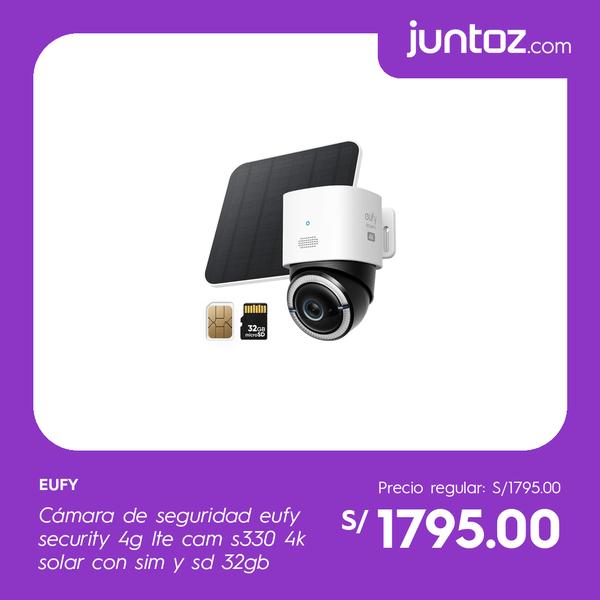 juntoz.com
eufy
4K
32GB
microSD
EUFY
Cámara de seguridad eufy
security 4g lte cam s330 4k
solar con sim y sd 32gb
Precio regular: S/1795.00
S/ 1795.00